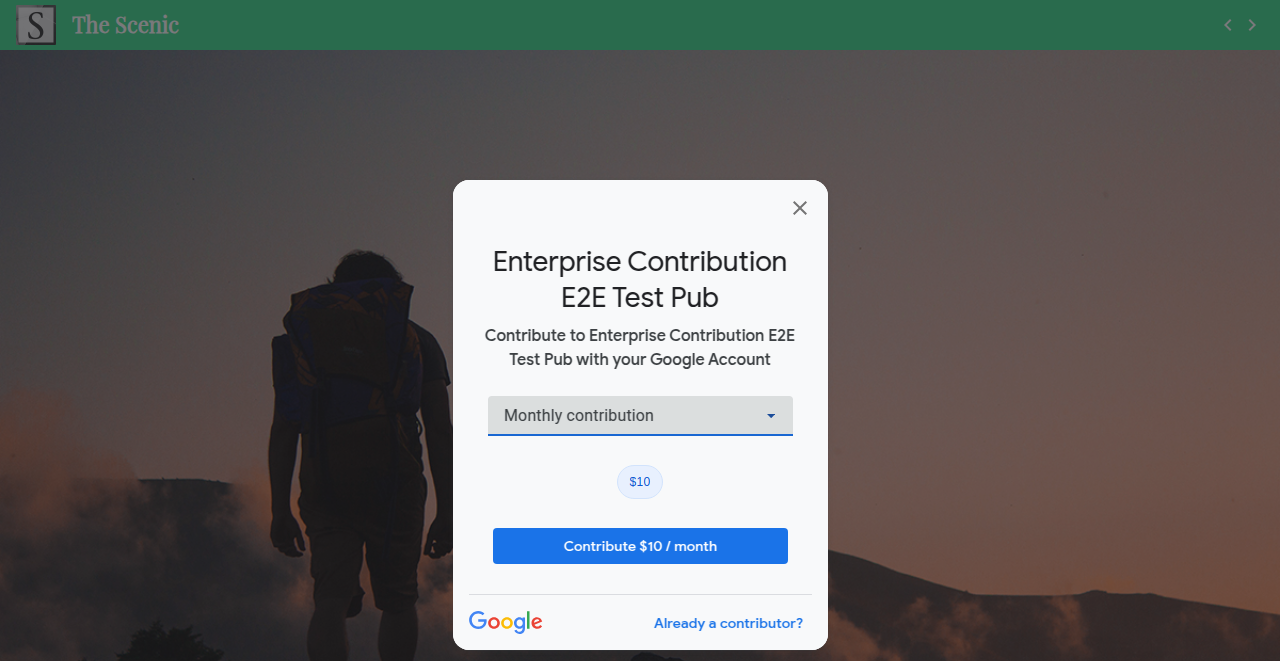 S The Scenic
Enterprise Contribution
E2E Test Pub
Contribute to Enterprise Contribution E2E
Test Pub with your Google Account
Monthly contribution
$10
Contribute $10 / month
Google
Already a contributor?